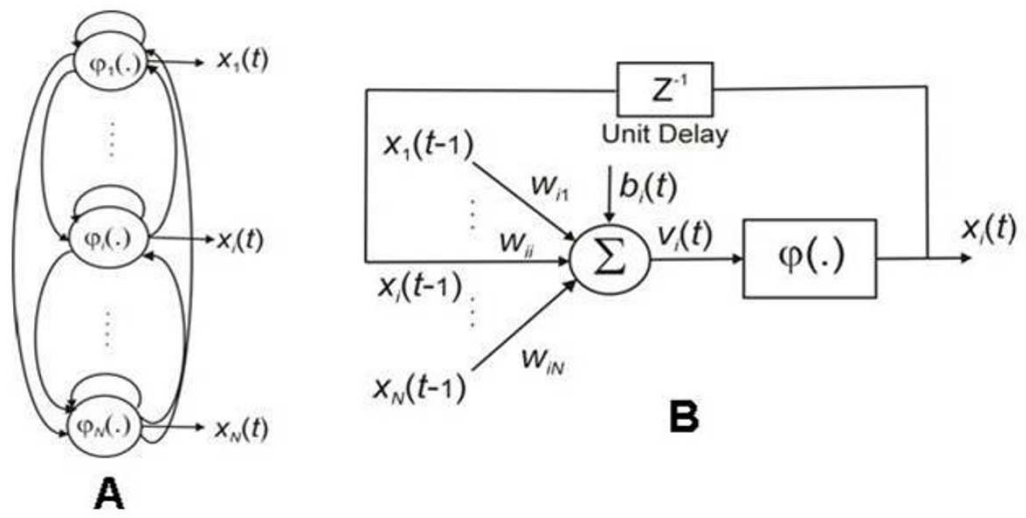 φ₁(.) x₁(t)
φᵢ(.) xᵢ(t)
φN(.) xN(t)
A
Z⁻¹
Unit Delay
x₁(t-1)
wᵢ₁ bᵢ(t)
wᵢᵢ Σ vᵢ(t) φ(.) xᵢ(t)
xᵢ(t-1)
wᵢN
xN(t-1)
B